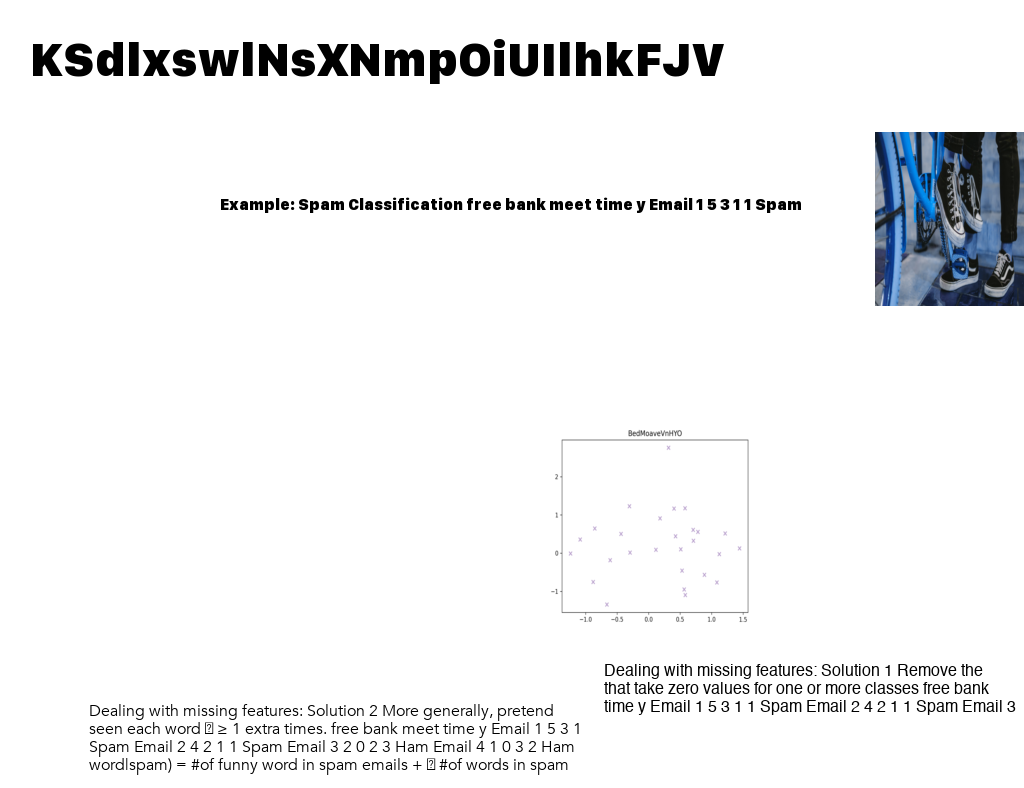 KSdlxswlNsXNmpOiUIlhkFJV
Example: Spam Classification free bank meet time y Email 1 5 3 1 1 Spam
BedMoaveVnHYO
2
1
0
−1
−1.0 −0.5 0.0 0.5 1.0 1.5
Dealing with missing features: Solution 1 Remove the
that take zero values for one or more classes free bank
time y Email 1 5 3 1 1 Spam Email 2 4 2 1 1 Spam Email 3
Dealing with missing features: Solution 2 More generally, pretend
seen each word ≥ 1 extra times. free bank meet time y Email 1 5 3 1
Spam Email 2 4 2 1 1 Spam Email 3 2 0 2 3 Ham Email 4 1 0 3 2 Ham
wordlspam) = #of funny word in spam emails + #of words in spam